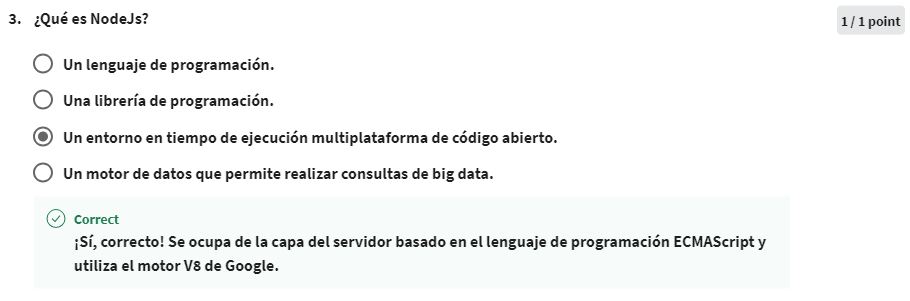 3. ¿Qué es NodeJs?
1 / 1 point
Un lenguaje de programación.
Una librería de programación.
Un entorno en tiempo de ejecución multiplataforma de código abierto.
Un motor de datos que permite realizar consultas de big data.
Correct
¡Sí, correcto! Se ocupa de la capa del servidor basado en el lenguaje de programación ECMAScript y
utiliza el motor V8 de Google.